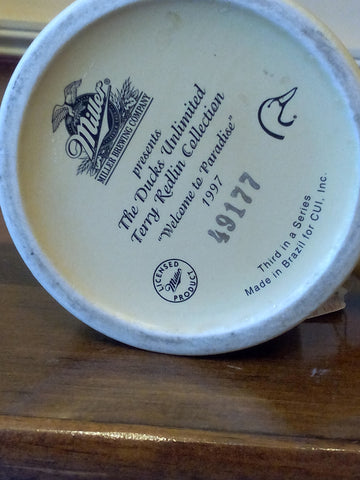 Miller
MILLER BREWING COMPANY
presents
The Ducks Unlimited
Terry Redlin Collection
"Welcome to Paradise"
1997
49177
LICENSED
Miller
PRODUCT
Third in a Series
Made in Brazil for CUI, Inc.